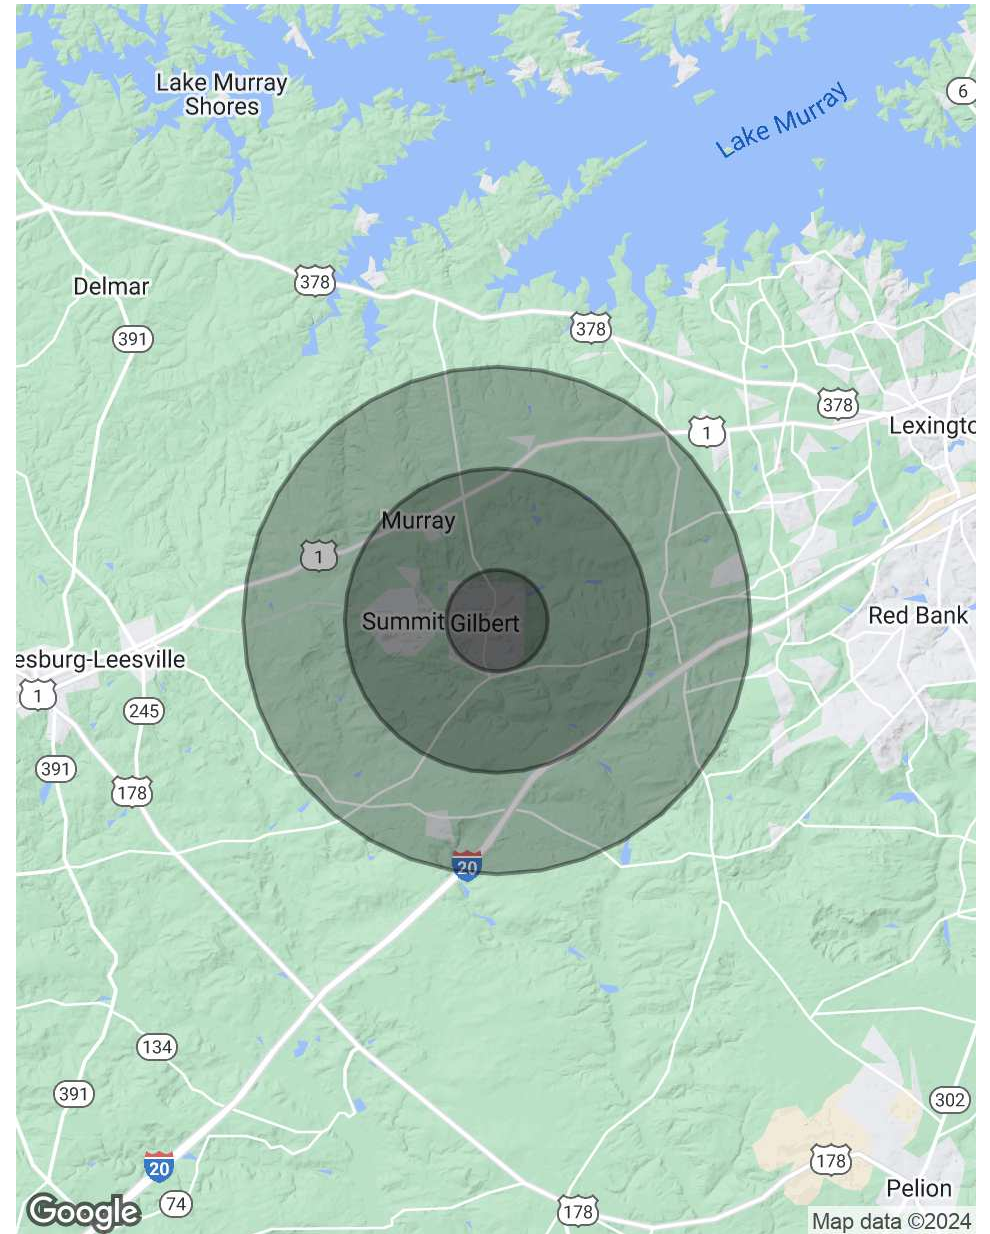 Lake Murray
Shores
Lake Murray
6
378
Delmar
391
378
378
1
Lexingto
Murray
1
Summit
Gilbert
Red Bank
esburg-Leesville
1
245
391
178
20
134
391
302
20
178
74
Pelion
178
Google
Map data ©2024